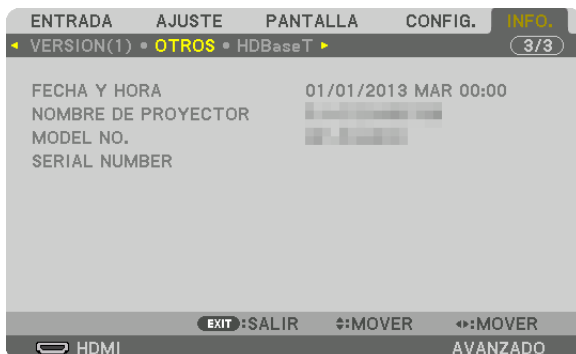 ENTRADA AJUSTE PANTALLA CONFIG. INFO.
VERSION(1) • OTROS • HDBaseT 3/3
FECHA Y HORA 01/01/2013 MAR 00:00
NOMBRE DE PROYECTOR
MODEL NO.
SERIAL NUMBER
EXIT :SALIR :MOVER :MOVER
HDMI AVANZADO